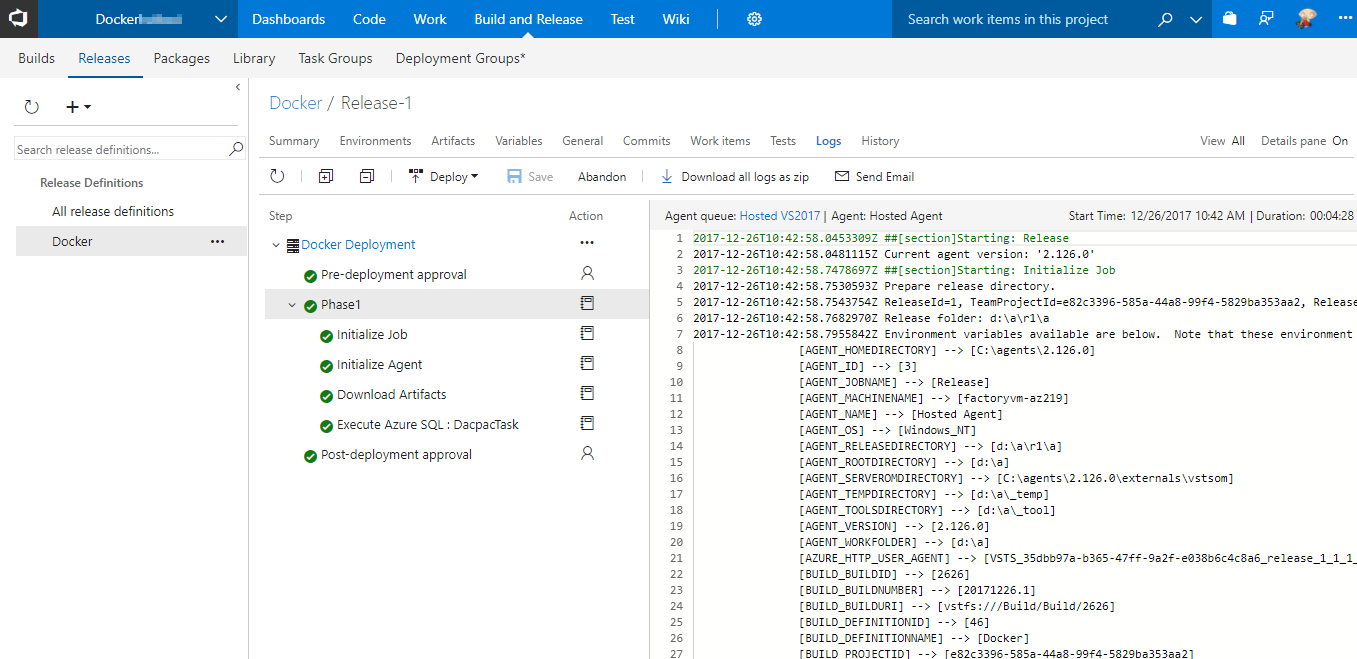 Docker
Dashboards Code Work Build and Release Test Wiki
Search work items in this project
Builds Releases Packages Library Task Groups Deployment Groups*
Search release definitions...
Release Definitions
All release definitions
Docker ...
Docker / Release-1
Summary Environments Artifacts Variables General Commits Work items Tests Logs History
View All Details pane On
Deploy Save Abandon Download all logs as zip Send Email
Step Action
Docker Deployment ...
Pre-deployment approval
Phase1
Initialize Job
Initialize Agent
Download Artifacts
Execute Azure SQL : DacpacTask
Post-deployment approval
Agent queue: Hosted VS2017 | Agent: Hosted Agent Start Time: 12/26/2017 10:42 AM | Duration: 00:04:28
1 2017-12-26T10:42:58.0453309Z ##[section]Starting: Release
2 2017-12-26T10:42:58.0481115Z Current agent version: '2.126.0'
3 2017-12-26T10:42:58.7478697Z ##[section]Starting: Initialize Job
4 2017-12-26T10:42:58.7530593Z Prepare release directory.
5 2017-12-26T10:42:58.7543754Z ReleaseId=1, TeamProjectId=e82c3396-585a-44a8-99f4-5829ba353aa2, Release
6 2017-12-26T10:42:58.7682970Z Release folder: d:\a\r1\a
7 2017-12-26T10:42:58.7955842Z Environment variables available are below.  Note that these environment
8 [AGENT_HOMEDIRECTORY] --> [C:\agents\2.126.0]
9 [AGENT_ID] --> [3]
10 [AGENT_JOBNAME] --> [Release]
11 [AGENT_MACHINENAME] --> [factoryvm-az219]
12 [AGENT_NAME] --> [Hosted Agent]
13 [AGENT_OS] --> [Windows_NT]
14 [AGENT_RELEASEDIRECTORY] --> [d:\a\r1\a]
15 [AGENT_ROOTDIRECTORY] --> [d:\a]
16 [AGENT_SERVEROMDIRECTORY] --> [C:\agents\2.126.0\externals\vstsom]
17 [AGENT_TEMPDIRECTORY] --> [d:\a\_temp]
18 [AGENT_TOOLSDIRECTORY] --> [d:\a\_tool]
19 [AGENT_VERSION] --> [2.126.0]
20 [AGENT_WORKFOLDER] --> [d:\a]
21 [AZURE_HTTP_USER_AGENT] --> [VSTS_35dbb97a-b365-47ff-9a2f-e038b6c4c8a6_release_1_1_1_
22 [BUILD_BUILDID] --> [2626]
23 [BUILD_BUILDNUMBER] --> [20171226.1]
24 [BUILD_BUILDURI] --> [vstfs:///Build/Build/2626]
25 [BUILD_DEFINITIONID] --> [46]
26 [BUILD_DEFINITIONNAME] --> [Docker]
27 [BUILD_PROJECTID] --> [e82c3396-585a-44a8-99f4-5829ba353aa2]